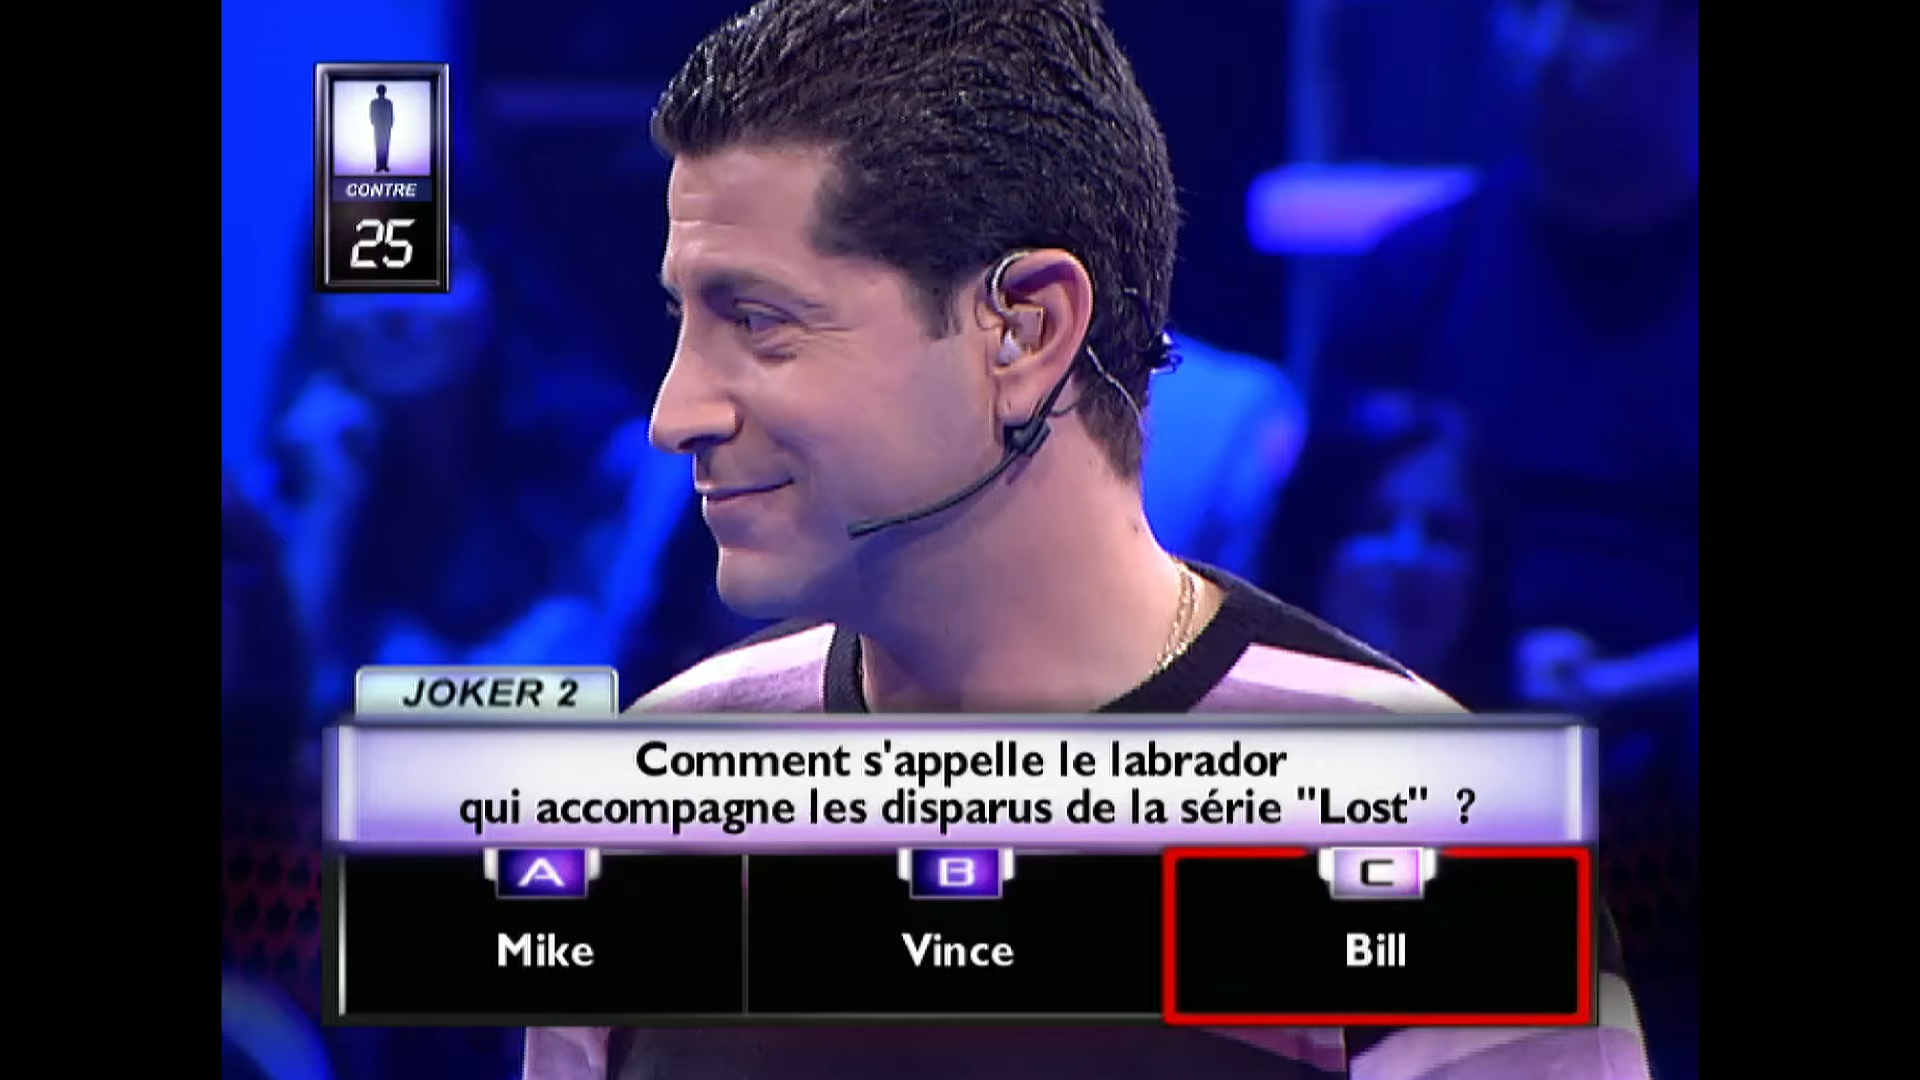 CONTRE
25
JOKER 2
Comment s'appelle le labrador
qui accompagne les disparus de la série "Lost" ?
A
B
C
Mike
Vince
Bill